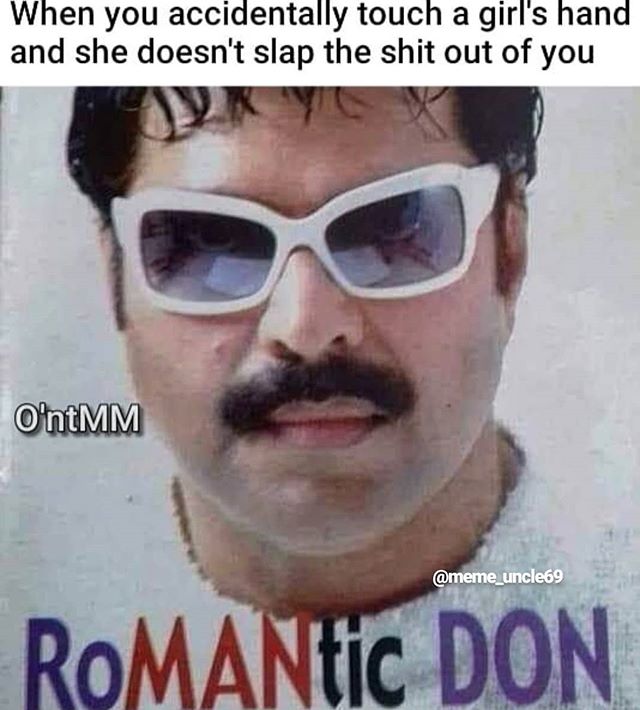 When you accidentally touch a girl's hand
and she doesn't slap the shit out of you
O'ntMM
@meme_uncle69
RoMANtic DON